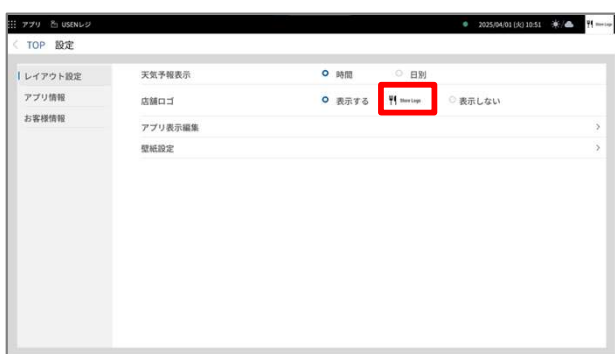 アプリ USENレジ 2025/04/01 (火) 10:51 Store Logo
TOP 設定
レイアウト設定 天気予報表示 時間 日別
アプリ情報 店舗ロゴ 表示する Store Logo 表示しない
お客様情報 アプリ表示編集
壁紙設定